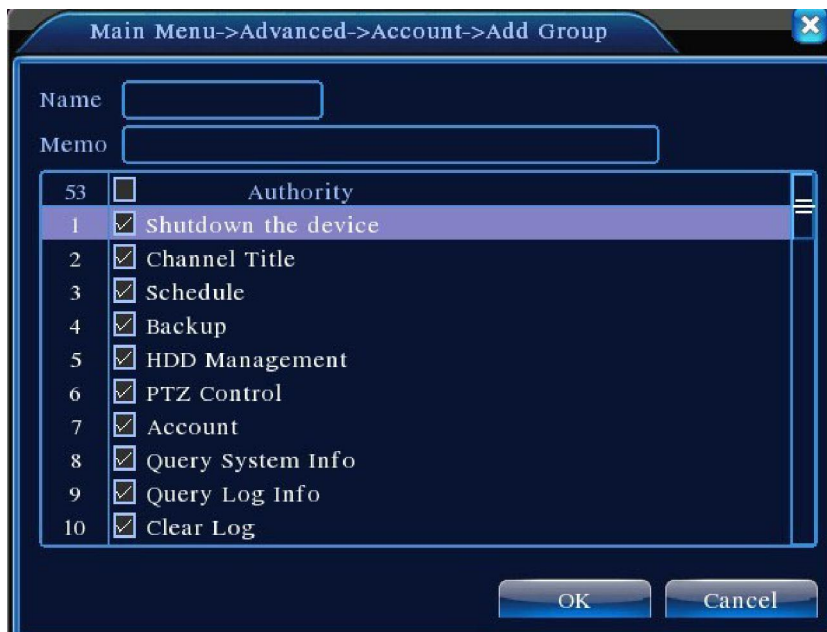 Main Menu->Advanced->Account->Add Group
Name
Memo
53 Authority
1 Shutdown the device
2 Channel Title
3 Schedule
4 Backup
5 HDD Management
6 PTZ Control
7 Account
8 Query System Info
9 Query Log Info
10 Clear Log
OK Cancel